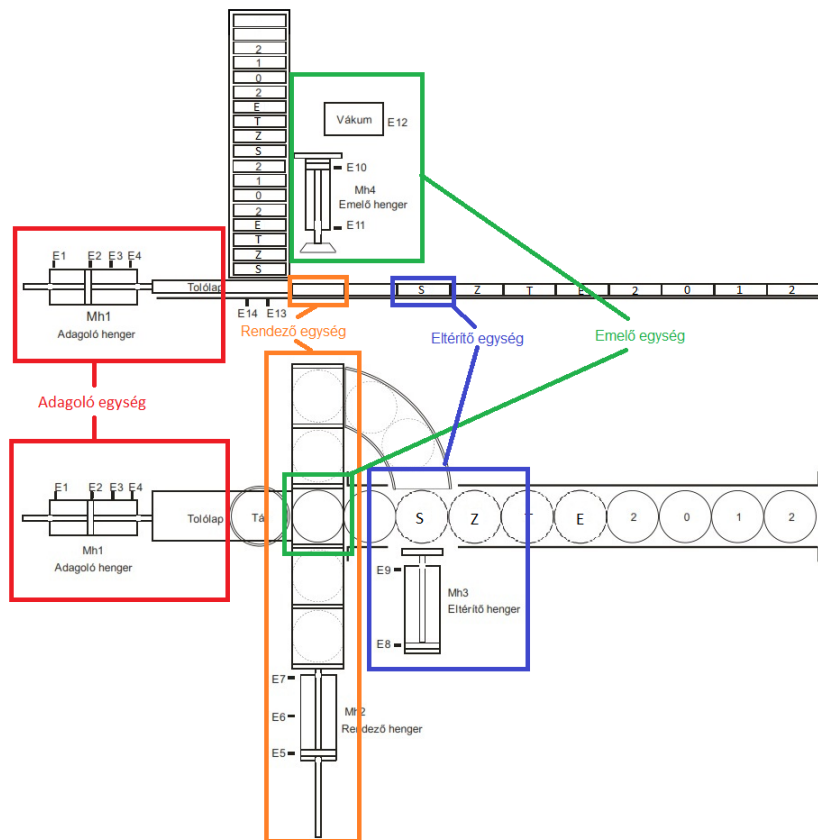 2
1
0
2
E
T
Z
S
2
1
0
2
E
T
Z
S
Vákum
E12
E10
Mh4
Emelő henger
E11
E1
E2
E3
E4
Mh1
Adagoló henger
Tolólap
E14
E13
S
Z
T
E
2
0
1
2
Rendező egység
Eltérítő egység
Emelő egység
Adagoló egység
E1
E2
E3
E4
Mh1
Adagoló henger
Tolólap
Tá
S
Z
T
E
2
0
1
2
E9
Mh3
Eltérítő henger
E8
E7
E6
Mh2
Rendező henger
E5